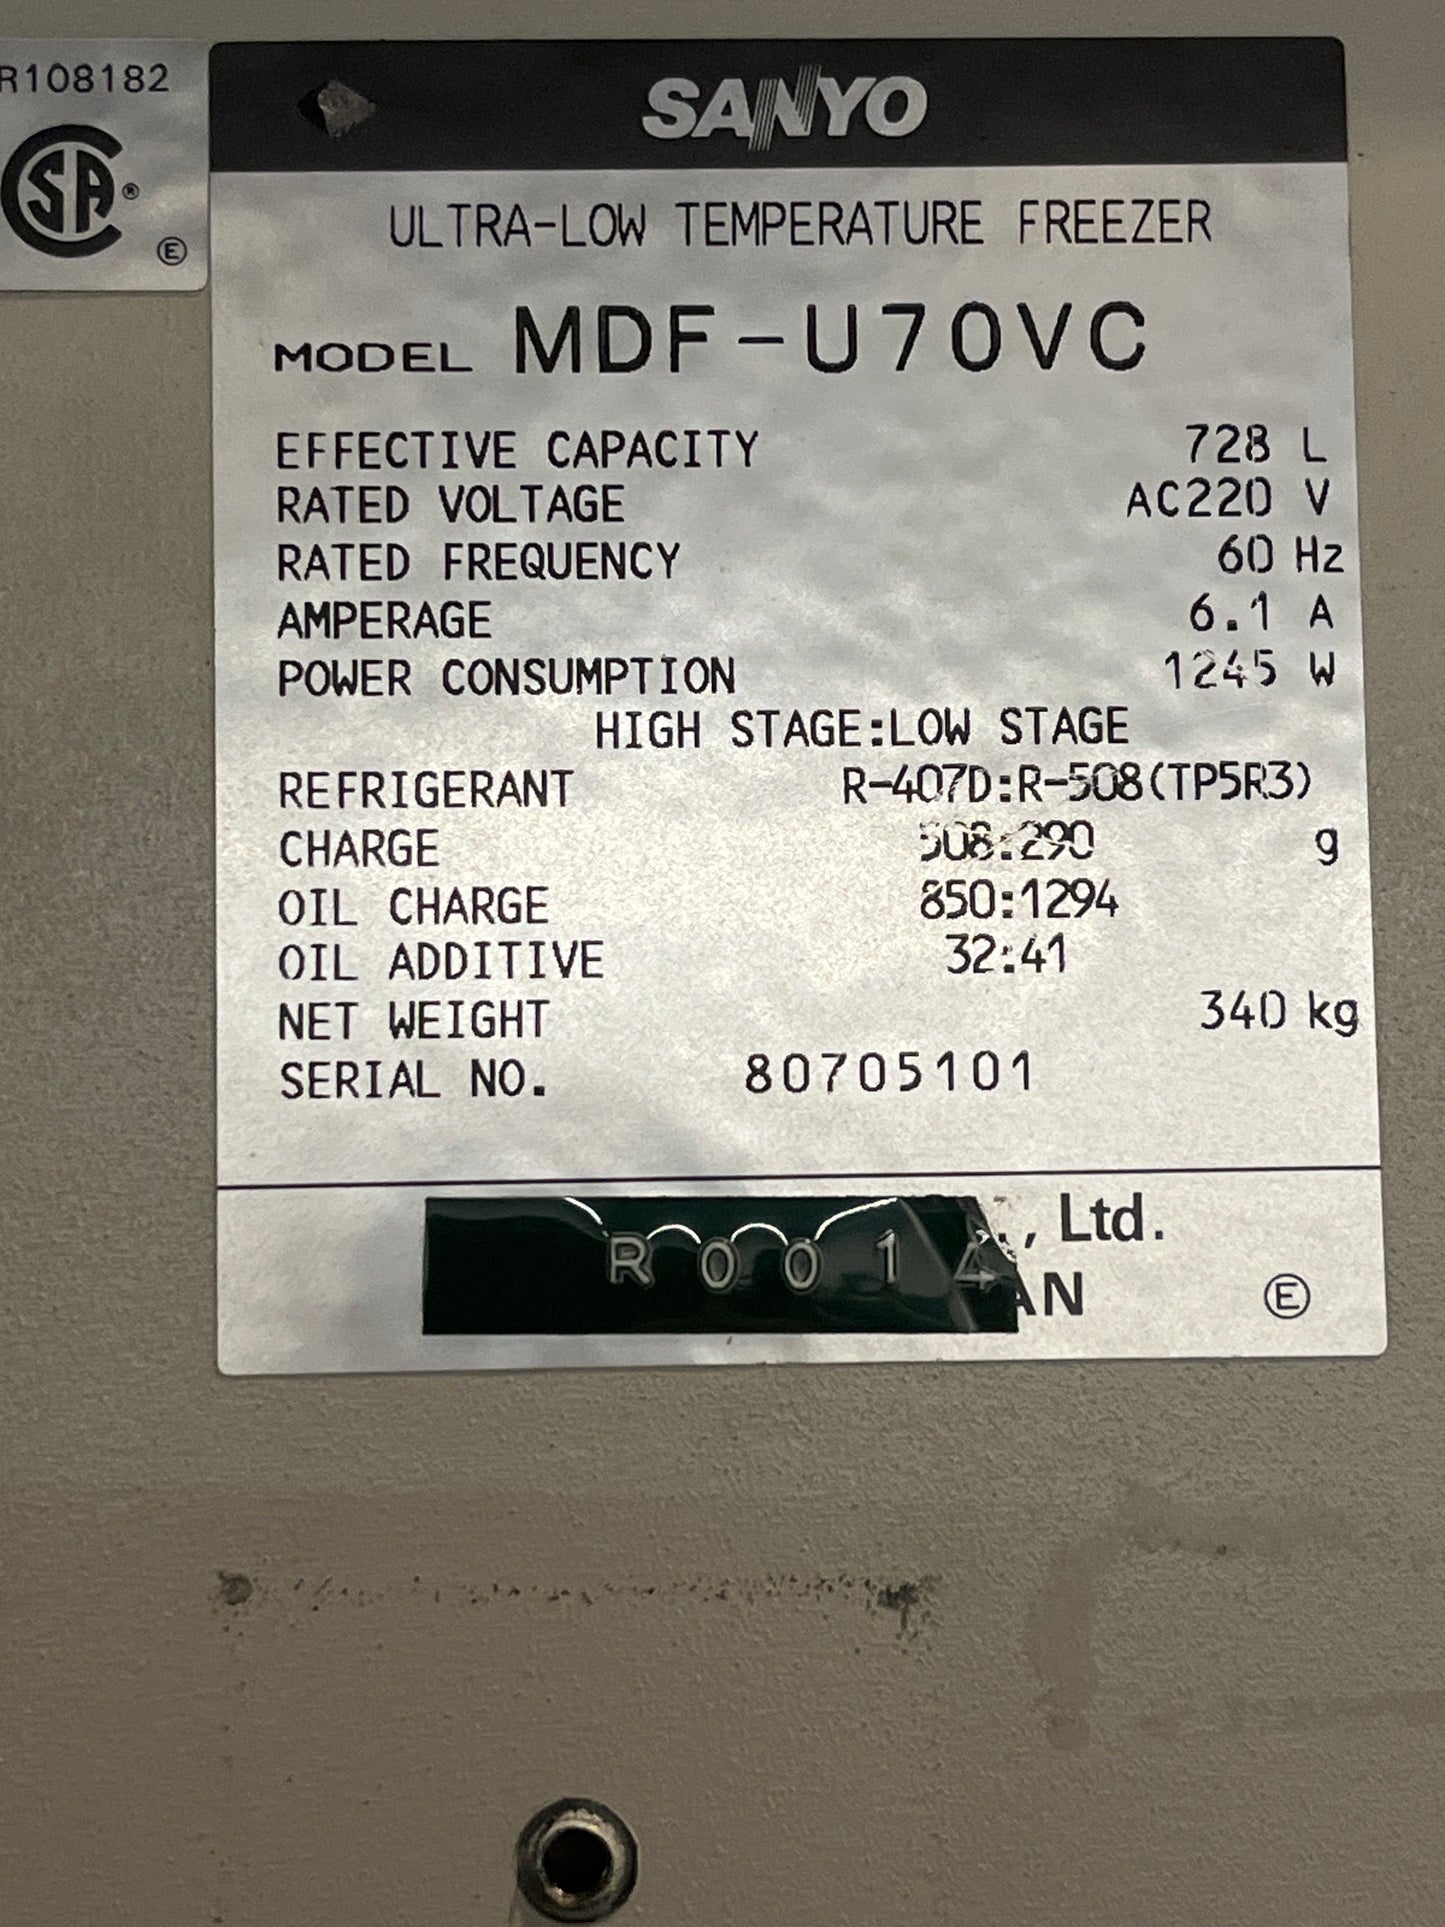 R108182
SA®
Ⓔ
SANYO
ULTRA-LOW TEMPERATURE FREEZER
MODEL MDF-U70VC
EFFECTIVE CAPACITY 728 L
RATED VOLTAGE AC220 V
RATED FREQUENCY 60 Hz
AMPERAGE 6.1 A
POWER CONSUMPTION 1245 W
HIGH STAGE:LOW STAGE
REFRIGERANT R-407D:R-508(TP5R3)
CHARGE 508:290 g
OIL CHARGE 850:1294
OIL ADDITIVE 32:41
NET WEIGHT 340 kg
SERIAL NO. 80705101
., Ltd.
R0014
Ⓔ